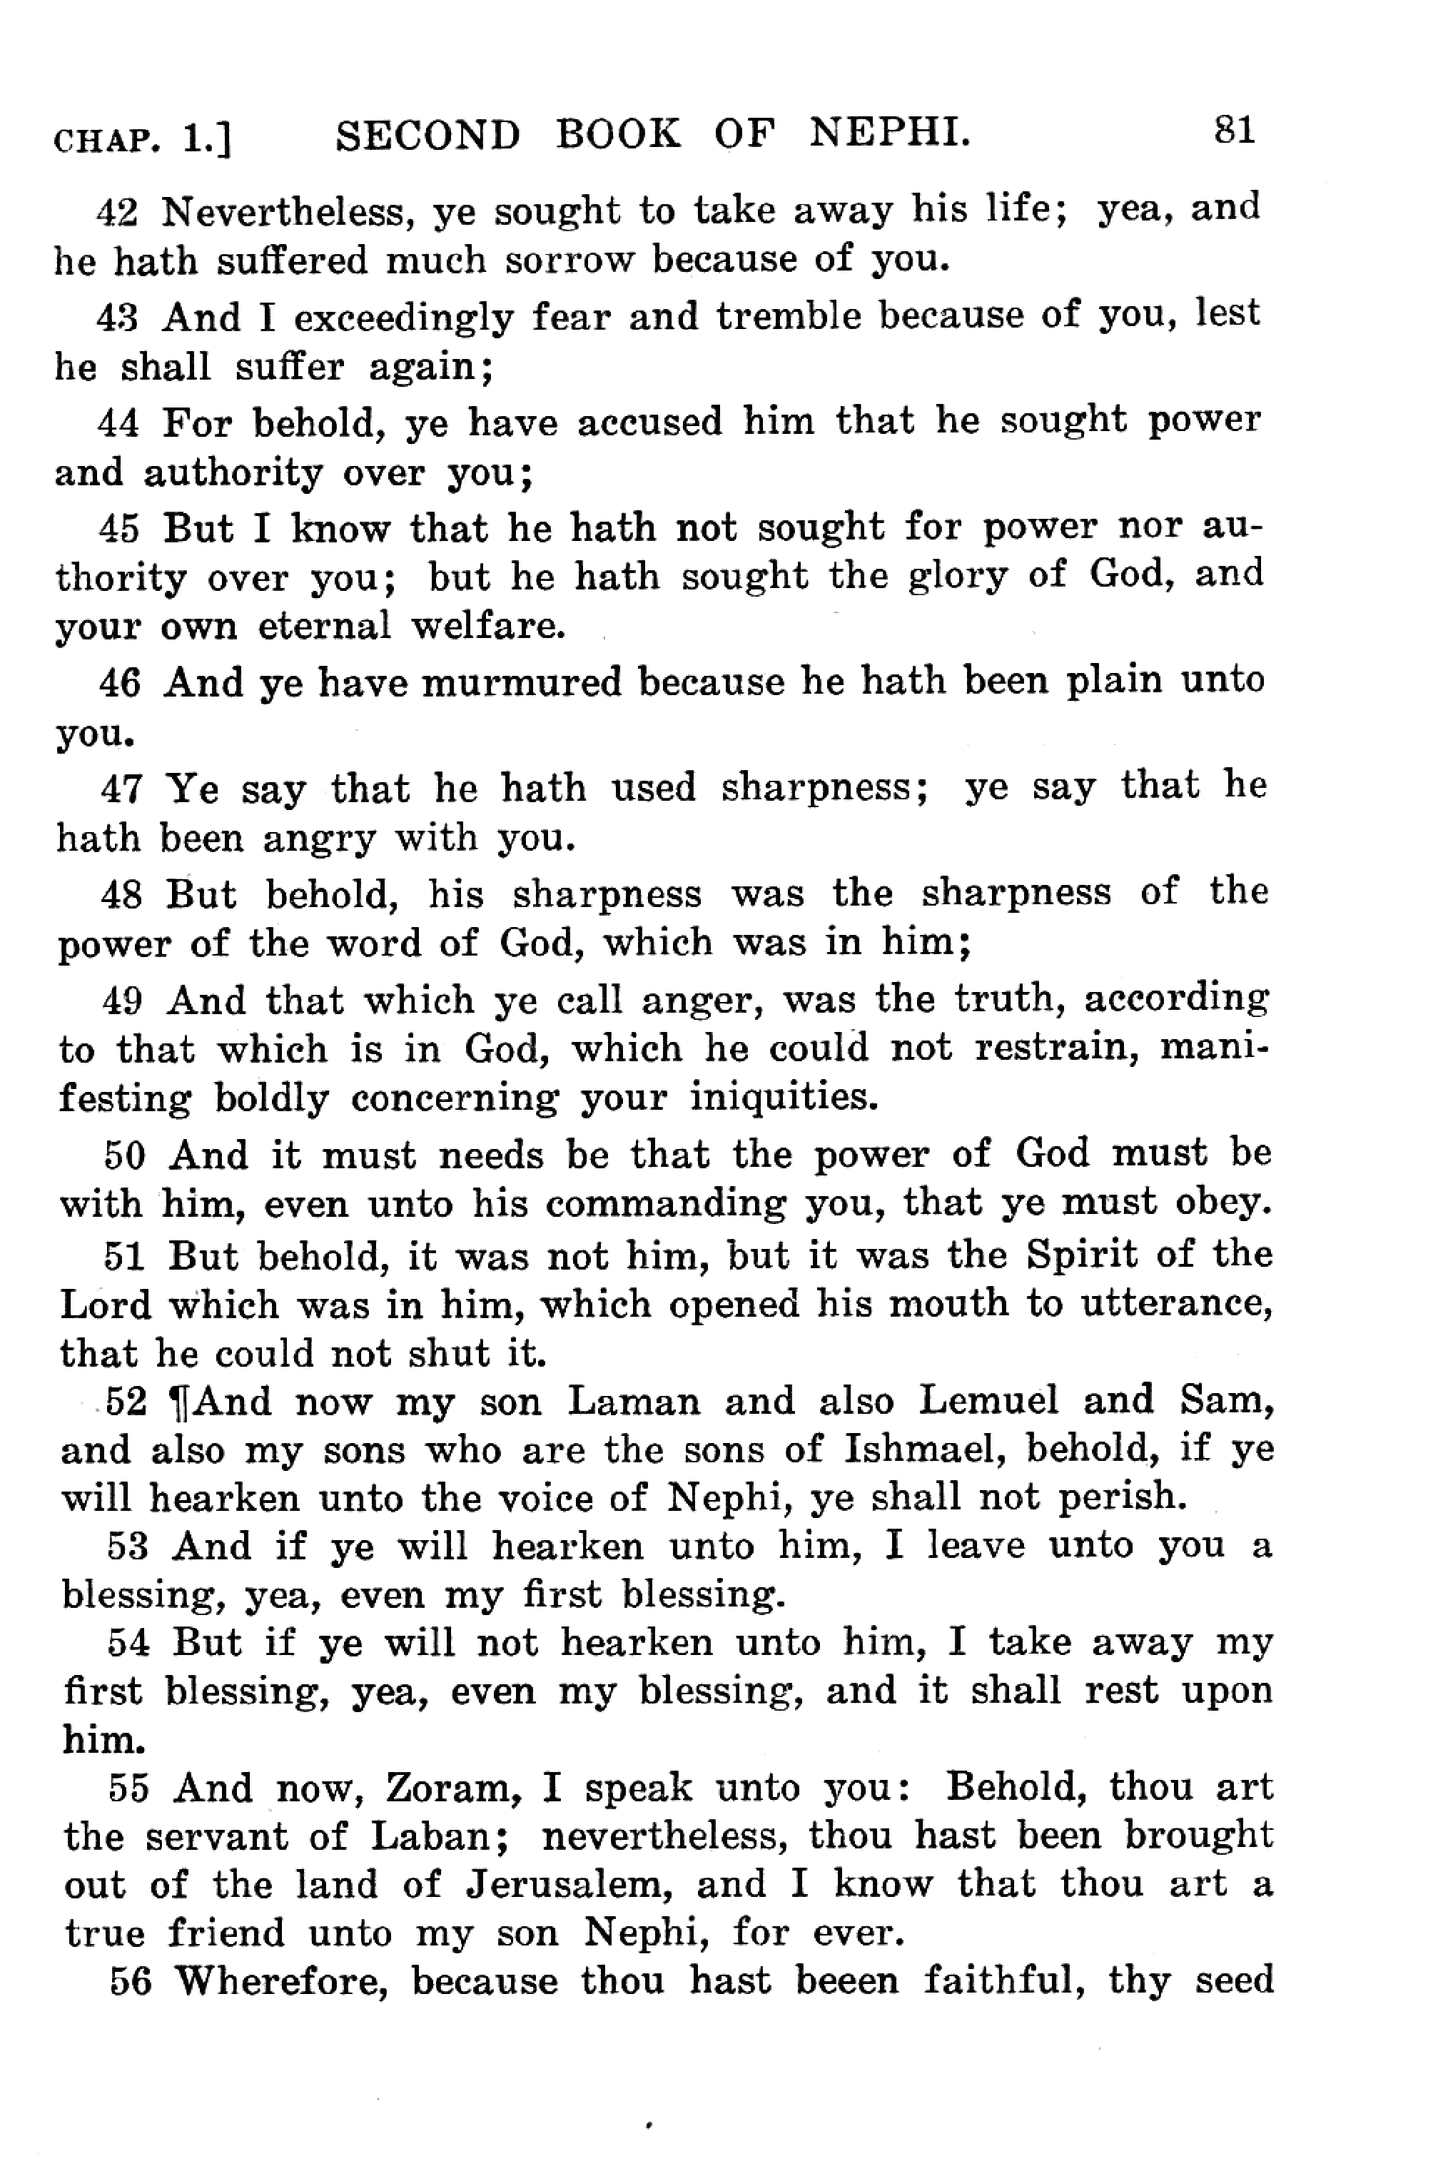 CHAP. 1.] SECOND BOOK OF NEPHI. 81
42 Nevertheless, ye sought to take away his life; yea, and
he hath suffered much sorrow because of you.
43 And I exceedingly fear and tremble because of you, lest
he shall suffer again;
44 For behold, ye have accused him that he sought power
and authority over you;
45 But I know that he hath not sought for power nor au-
thority over you; but he hath sought the glory of God, and
your own eternal welfare.
46 And ye have murmured because he hath been plain unto
you.
47 Ye say that he hath used sharpness; ye say that he
hath been angry with you.
48 But behold, his sharpness was the sharpness of the
power of the word of God, which was in him;
49 And that which ye call anger, was the truth, according
to that which is in God, which he could not restrain, mani-
festing boldly concerning your iniquities.
50 And it must needs be that the power of God must be
with him, even unto his commanding you, that ye must obey.
51 But behold, it was not him, but it was the Spirit of the
Lord which was in him, which opened his mouth to utterance,
that he could not shut it.
52 ¶And now my son Laman and also Lemuel and Sam,
and also my sons who are the sons of Ishmael, behold, if ye
will hearken unto the voice of Nephi, ye shall not perish.
53 And if ye will hearken unto him, I leave unto you a
blessing, yea, even my first blessing.
54 But if ye will not hearken unto him, I take away my
first blessing, yea, even my blessing, and it shall rest upon
him.
55 And now, Zoram, I speak unto you: Behold, thou art
the servant of Laban; nevertheless, thou hast been brought
out of the land of Jerusalem, and I know that thou art a
true friend unto my son Nephi, for ever.
56 Wherefore, because thou hast beeen faithful, thy seed